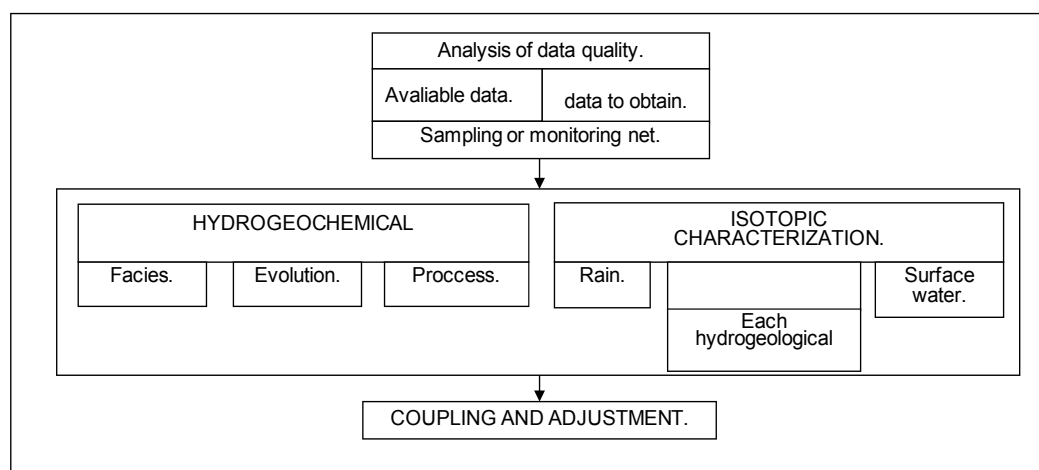 Analysis of data quality.
Avaliable data.
data to obtain.
Sampling or monitoring net.
HYDROGEOCHEMICAL
ISOTOPIC
CHARACTERIZATION.
Facies.
Evolution.
Proccess.
Rain.
Each
hydrogeological
Surface
water.
COUPLING AND ADJUSTMENT.